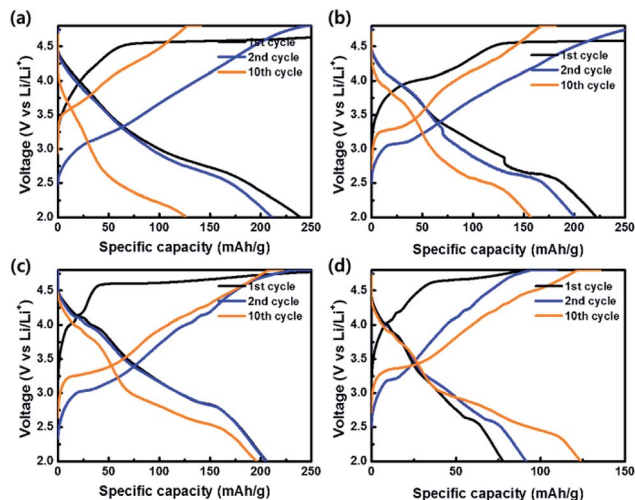 (a)
4.5
4.0
3.5
3.0
2.5
2.0
Voltage (V vs Li/Li⁺)
1st cycle
2nd cycle
10th cycle
0 50 100 150 200 250
Specific capacity (mAh/g)
(b)
4.5
4.0
3.5
3.0
2.5
2.0
Voltage (V vs Li/Li⁺)
1st cycle
2nd cycle
10th cycle
0 50 100 150 200 250
Specific capacity (mAh/g)
(c)
4.5
4.0
3.5
3.0
2.5
2.0
Voltage (V vs Li/Li⁺)
1st cycle
2nd cycle
10th cycle
0 50 100 150 200 250
Specific capacity (mAh/g)
(d)
4.5
4.0
3.5
3.0
2.5
2.0
Voltage (V vs Li/Li⁺)
1st cycle
2nd cycle
10th cycle
0 50 100 150
Specific capacity (mAh/g)